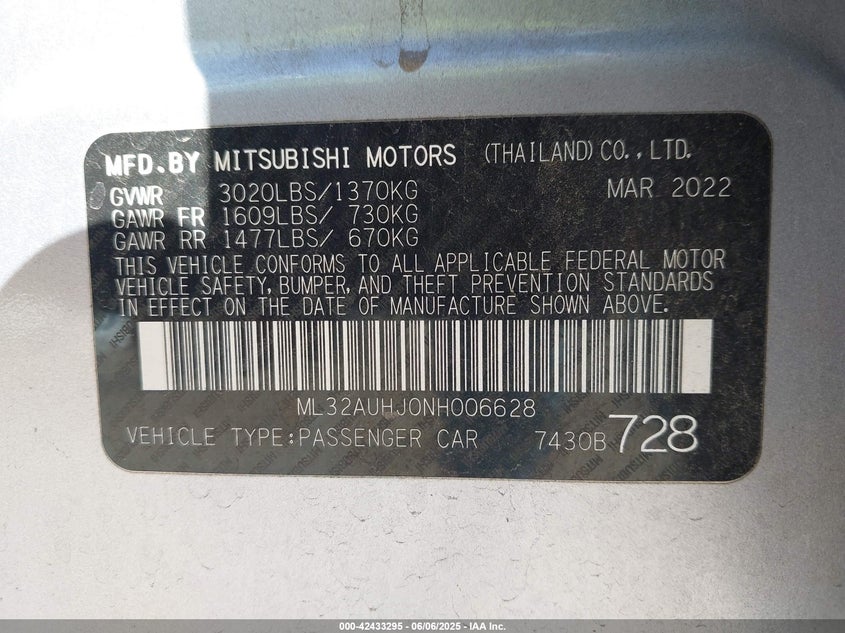 MFD.BY MITSUBISHI MOTORS (THAILAND) CO.,LTD.
GVWR 3020LBS/1370KG MAR 2022
GAWR FR 1609LBS/ 730KG
GAWR RR 1477LBS/ 670KG
THIS VEHICLE CONFORMS TO ALL APPLICABLE FEDERAL MOTOR
VEHICLE SAFETY, BUMPER, AND THEFT PREVENTION STANDARDS
IN EFFECT ON THE DATE OF MANUFACTURE SHOWN ABOVE.
ML32AUHJ0NH006628
VEHICLE TYPE:PASSENGER CAR 7430B 728
000-42433295 - 06/06/2025 - IAA Inc.